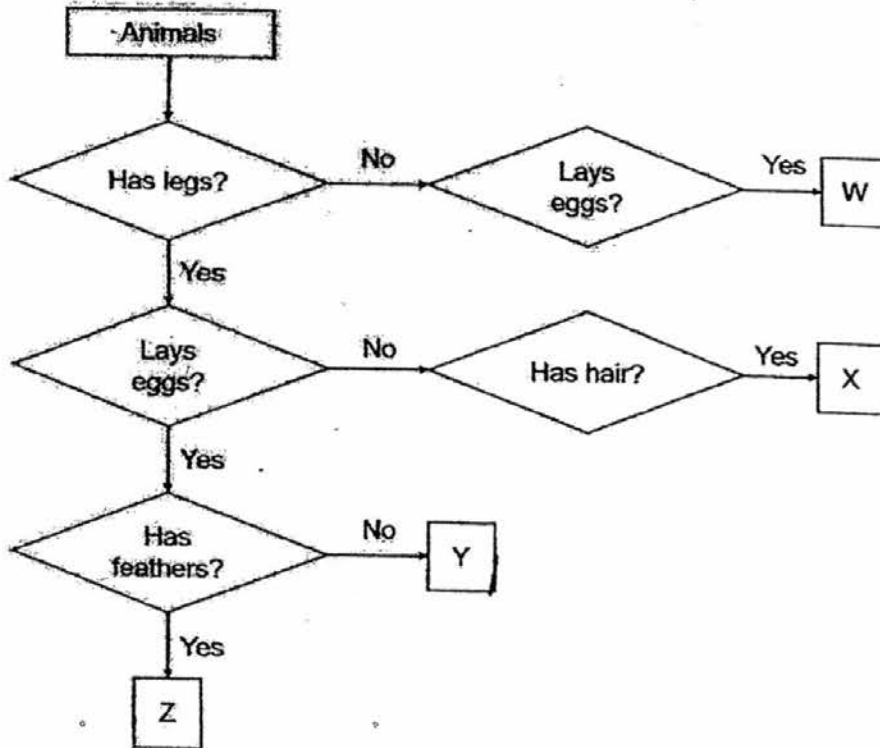 Animals
Has legs?
No
Lays
eggs?
Yes
W
Yes
Lays
eggs?
No
Has hair?
Yes
X
Yes
Has
feathers?
No
Y
Yes
Z